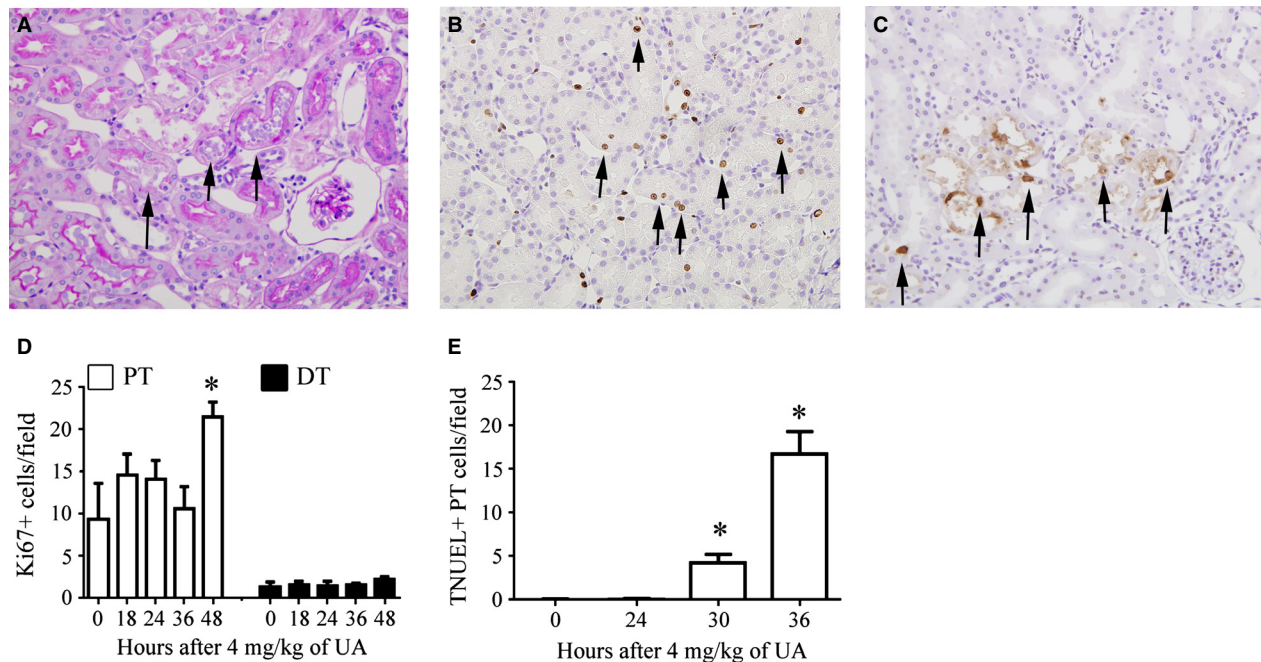 A
B
C
D
PT
DT
*
Ki67+ cells/field
25
20
15
10
5
0
0 18 24 36 48 0 18 24 36 48
Hours after 4 mg/kg of UA
E
TNUEL+ PT cells/field
25
20
15
10
5
0
*
*
0 24 30 36
Hours after 4 mg/kg of UA